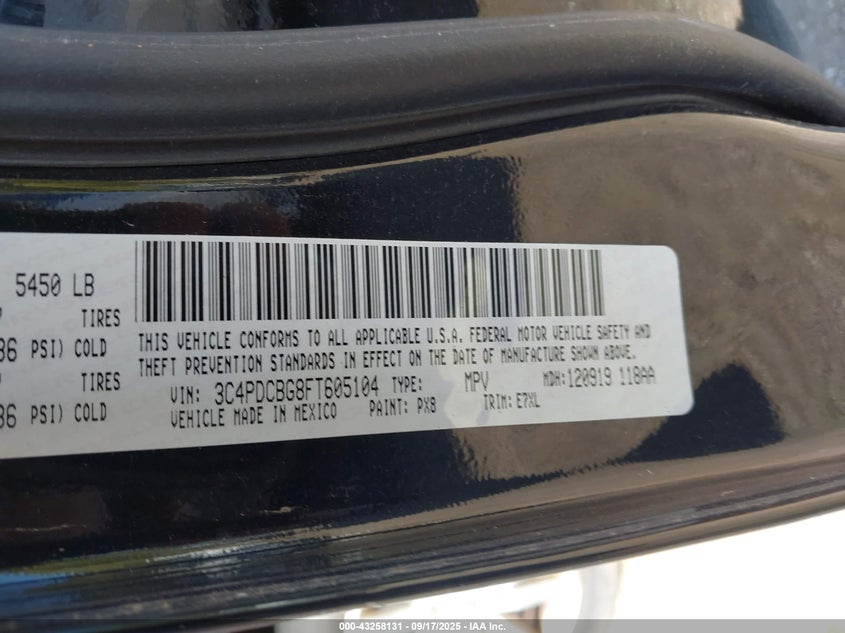 5450 LB
TIRES
36 PSI) COLD
TIRES
36 PSI) COLD
THIS VEHICLE CONFORMS TO ALL APPLICABLE U.S.A. FEDERAL MOTOR VEHICLE SAFETY AND
THEFT PREVENTION STANDARDS IN EFFECT ON THE DATE OF MANUFACTURE SHOWN ABOVE.
VIN: 3C4PDCBG8FT605104 TYPE: MPV MDH:120919 118AA
VEHICLE MADE IN MEXICO PAINT: PX8 TRIM: E7XL
000-43258131 - 09/17/2025 - IAA Inc.